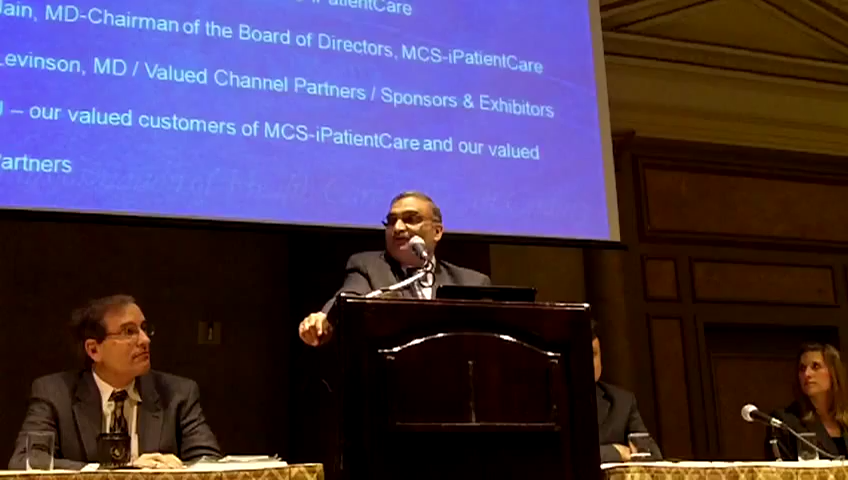 iPatientCare
Jain, MD-Chairman of the Board of Directors, MCS-iPatientCare
Levinson, MD / Valued Channel Partners / Sponsors & Exhibitors
– our valued customers of MCS-iPatientCare and our valued
artners